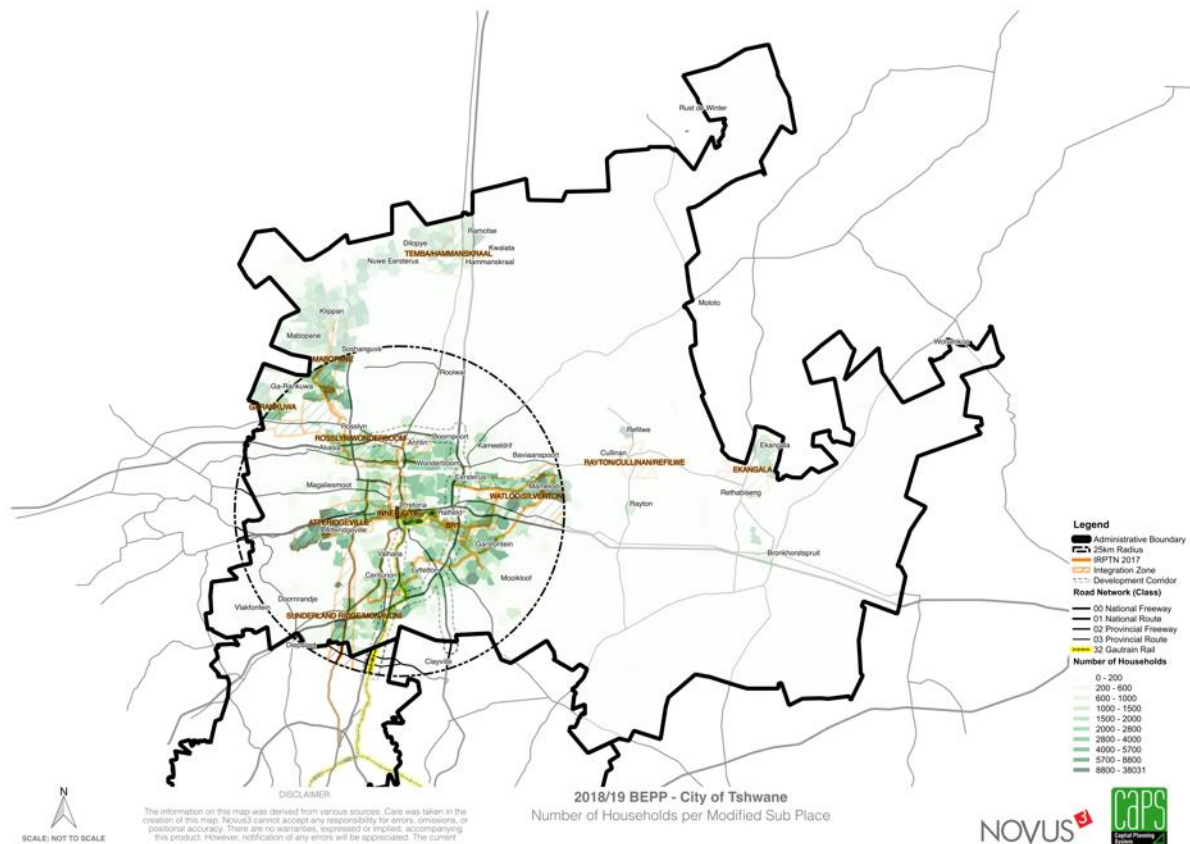 Rust de Winter
Ramotse
Dilopye
Kwalata
TEMBA/HAMMANSKRAAL
Nuwe Eersterus
Hammanskraal
Moloto
Klippan
Mabopane
Soshanguve
MABOPANE
Rooiwal
Ga-Rankuwa
GARANKUWA
Rosslyn
ROSSLYN/WONDERBOOM
Doornpoort
Annlin
Akasia
Kameeldrif
Refilwe
Ekangala
Baviaanspoort
Cullinan
Wonderboom
RAYTON/CULLINAN/REFILWE
EKANGALA
Eersterus
Magaliesmoot
Mamelodi
WATLOO/SILVERTON
Rethabiseng
Pretoria
Rayton
Hatfield
ATTERIDGEVILLE
Atteridgeville
Garsfontein
Valhalla
Bronkhorstspruit
Lyttelton
Centurion
Mooikloof
Doornrandje
Vlakfontein
SUNDERLAND RIDGE/MONAVONI
Diepsloot
Clayville
Legend
Administrative Boundary
25km Radius
IRPTN 2017
Integration Zone
Development Corridor
Road Network (Class)
00 National Freeway
01 National Route
02 Provincial Freeway
03 Provincial Route
32 Gautrain Rail
Number of Households
0 - 200
200 - 600
600 - 1000
1000 - 1500
1500 - 2000
2000 - 2800
2800 - 4000
4000 - 5700
5700 - 8800
8800 - 38031
N
SCALE: NOT TO SCALE
DISCLAIMER
The information on this map was derived from various sources. Care was taken in the
creation of this map. Novus3 cannot accept any responsibility for errors, omissions, or
positional accuracy. There are no warranties, expressed or implied, accompanying
this product. However, notification of any errors will be appreciated. The current
2018/19 BEPP - City of Tshwane
Number of Households per Modified Sub Place
NOVUS3
CAPS
Capital Planning
System